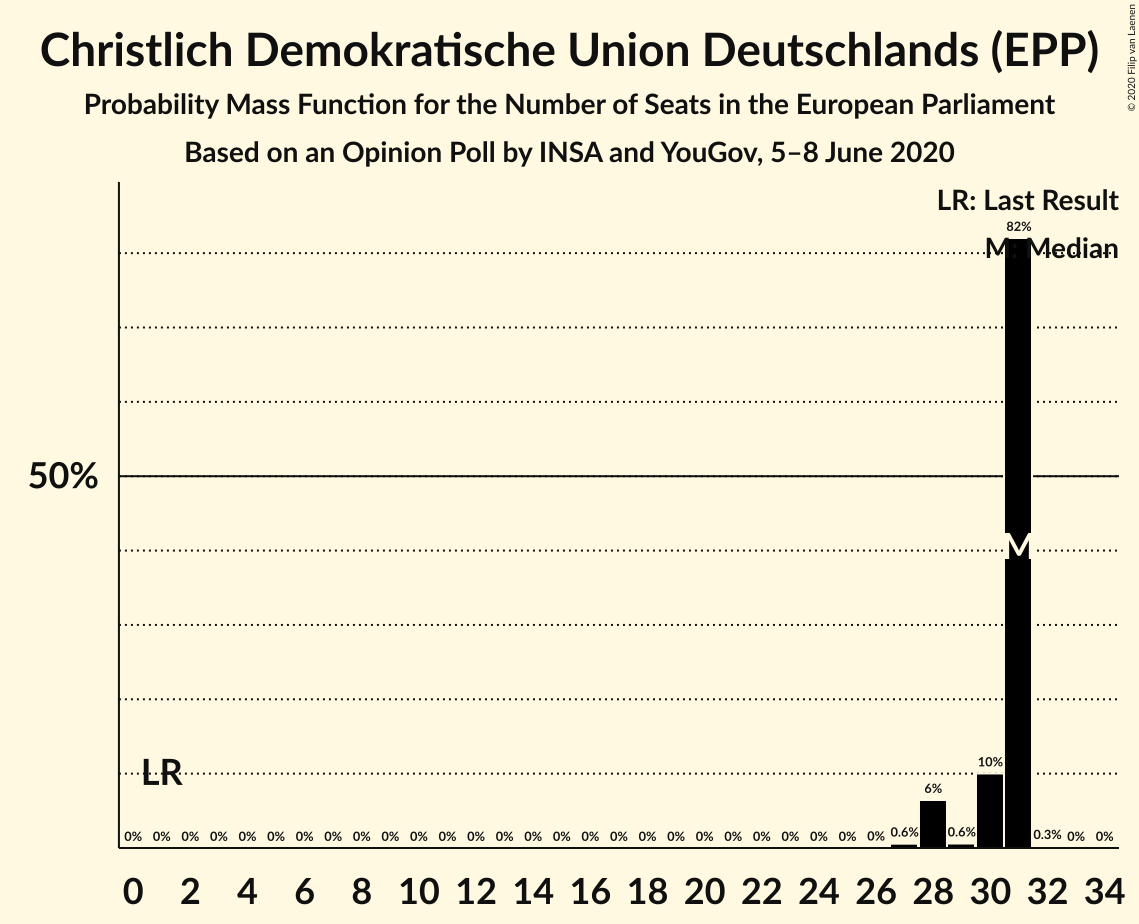 Christlich Demokratische Union Deutschlands (EPP)
Probability Mass Function for the Number of Seats in the European Parliament
Based on an Opinion Poll by INSA and YouGov, 5–8 June 2020
© 2020 Filip van Laenen
LR: Last Result
82%
M: Median
50%
M
LR
10%
6%
0% 0% 0% 0% 0% 0% 0% 0% 0% 0% 0% 0% 0% 0% 0% 0% 0% 0% 0% 0% 0% 0% 0% 0% 0% 0% 0% 0.6% 0.6% 0.3% 0% 0%
0 2 4 6 8 10 12 14 16 18 20 22 24 26 28 30 32 34